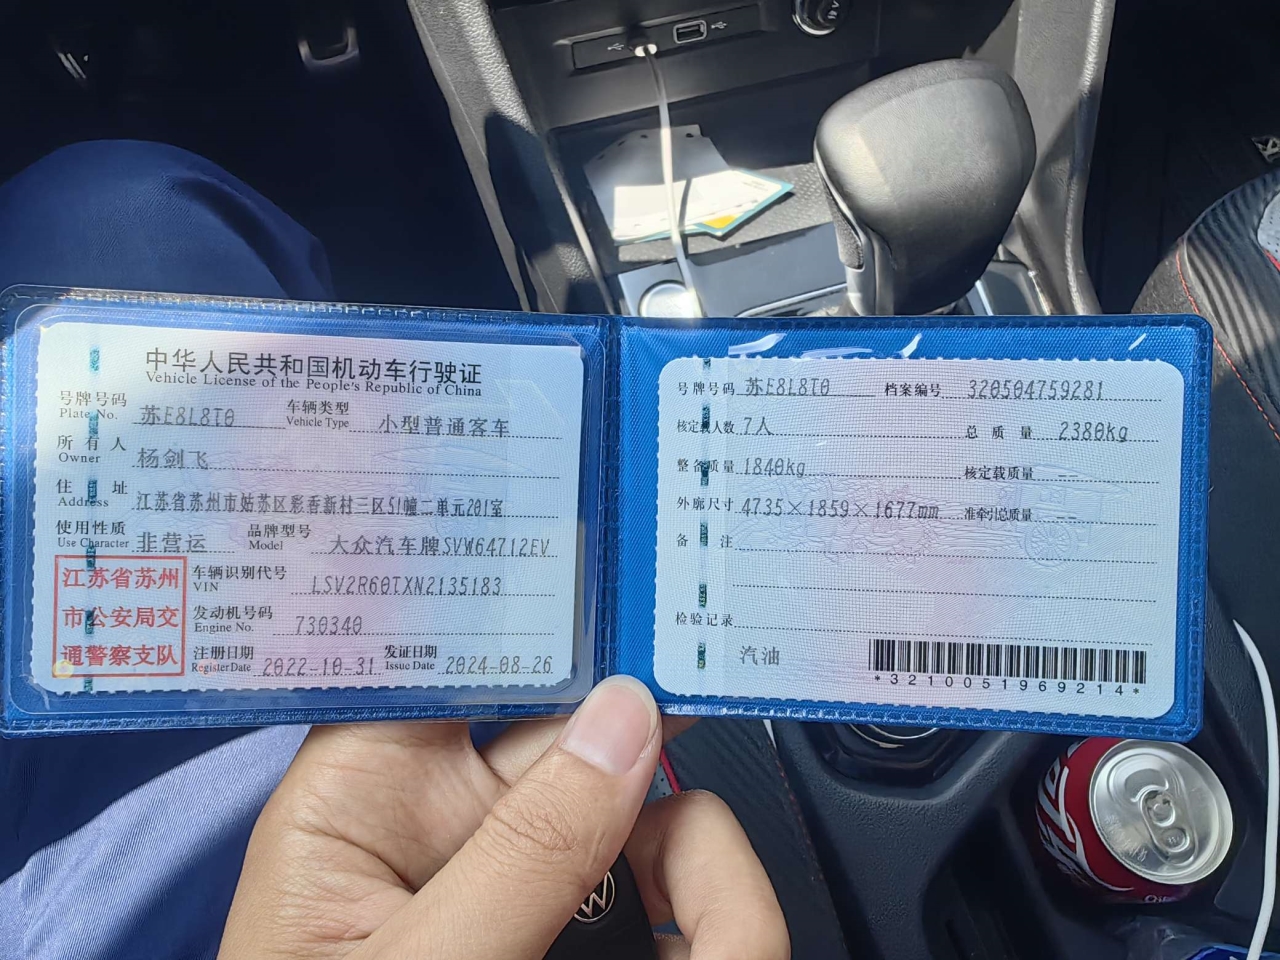 中华人民共和国机动车行驶证
Vehicle License of the People's Republic of China
号牌号码 苏E8L8T0 车辆类型 小型普通客车
Plate No. Vehicle Type
所有人 杨剑飞
Owner
住址 江苏省苏州市姑苏区彩香新村三区51幢二单元201室
Address
使用性质 非营运 品牌型号 大众汽车牌SVW64712EV
Use Character Model
江苏省苏州
市公安局交
通警察支队
车辆识别代号 LSV2R60TXN2135183
VIN
发动机号码 730340
Engine No.
注册日期 2022-10-31 发证日期 2024-08-26
Register Date Issue Date
号牌号码 苏E8L8T0 档案编号 320504759281
核定载人数 7人 总质量 2380kg
整备质量 1840kg 核定载质量
外廓尺寸 4735×1859×1677mm 准牵引总质量
备注
检验记录
汽油
*3210051969214*